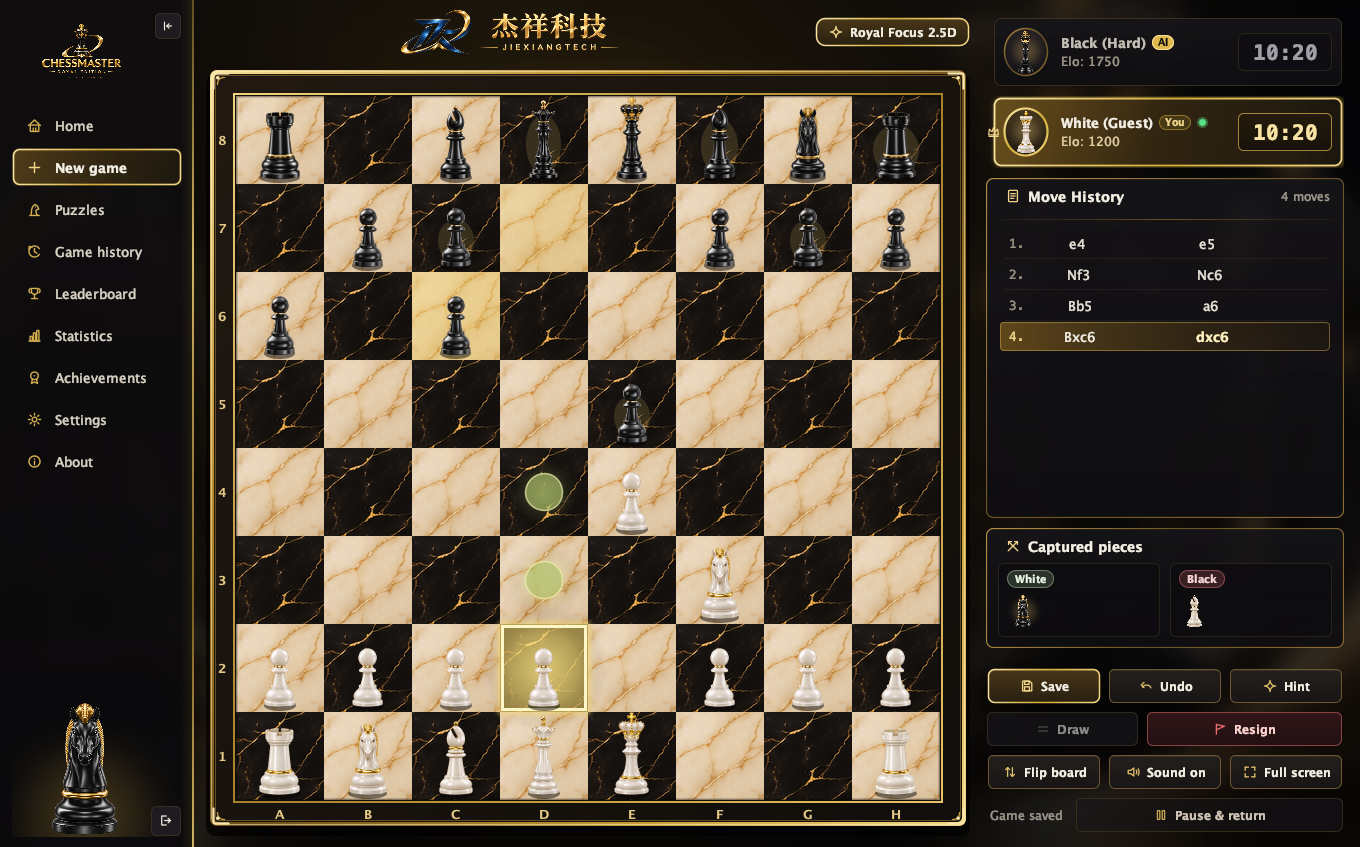 CHESSMASTER
ROYAL EDITION
Home
New game
Puzzles
Game history
Leaderboard
Statistics
Achievements
Settings
About
杰祥科技
JIEXIANGTECH
Royal Focus 2.5D
8
7
6
5
4
3
2
1
A B C D E F G H
Black (Hard) AI
Elo: 1750
10:20
White (Guest) You
Elo: 1200
10:20
Move History 4 moves
1. e4 e5
2. Nf3 Nc6
3. Bb5 a6
4. Bxc6 dxc6
Captured pieces
White Black
Save Undo Hint
Draw Resign
Flip board Sound on Full screen
Game saved Pause & return